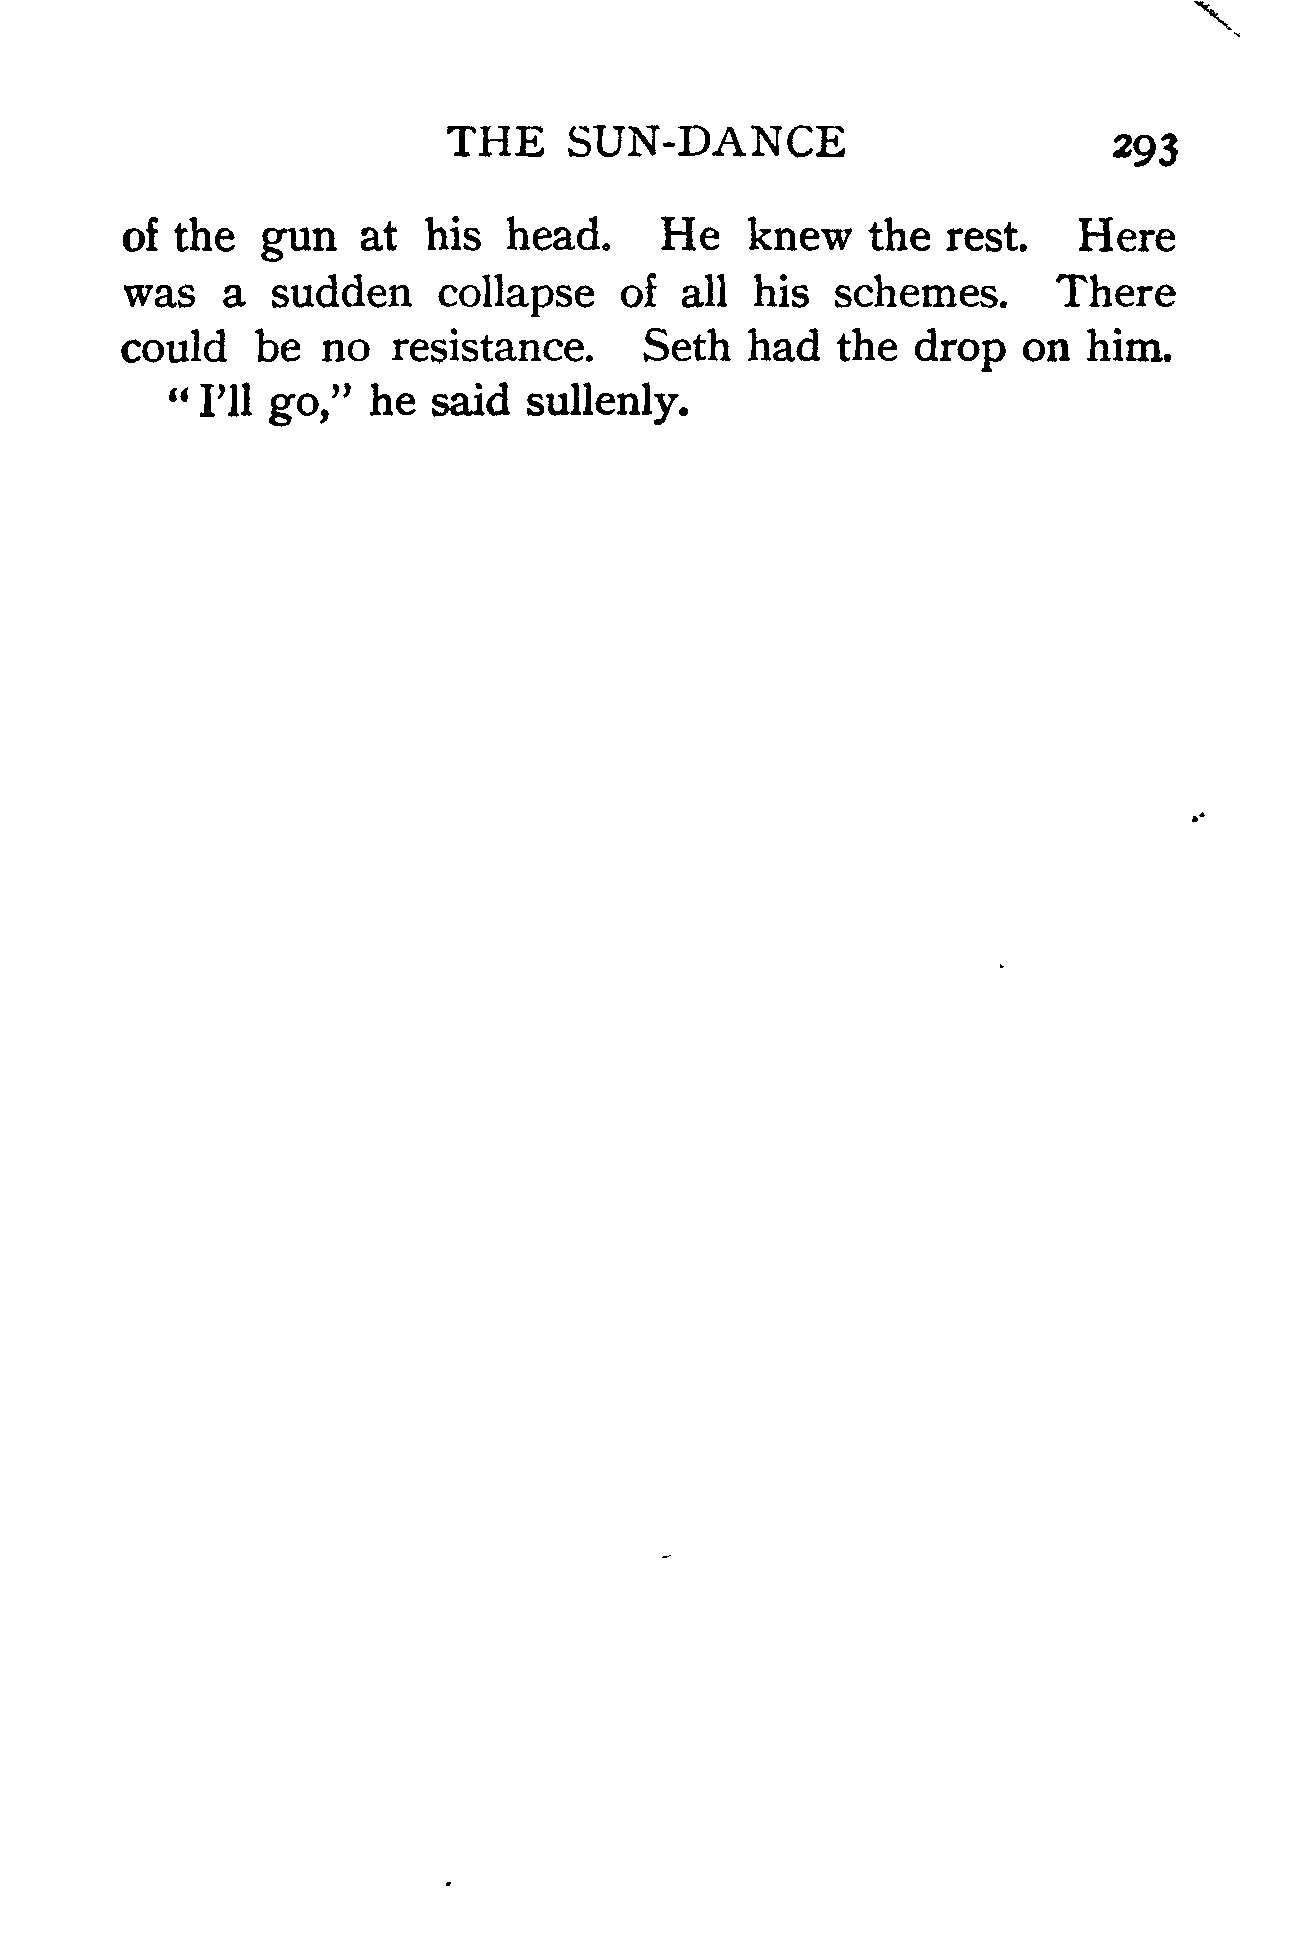 THE SUN-DANCE 293
of the gun at his head. He knew the rest. Here
was a sudden collapse of all his schemes. There
could be no resistance. Seth had the drop on him.
“I’ll go,” he said sullenly.